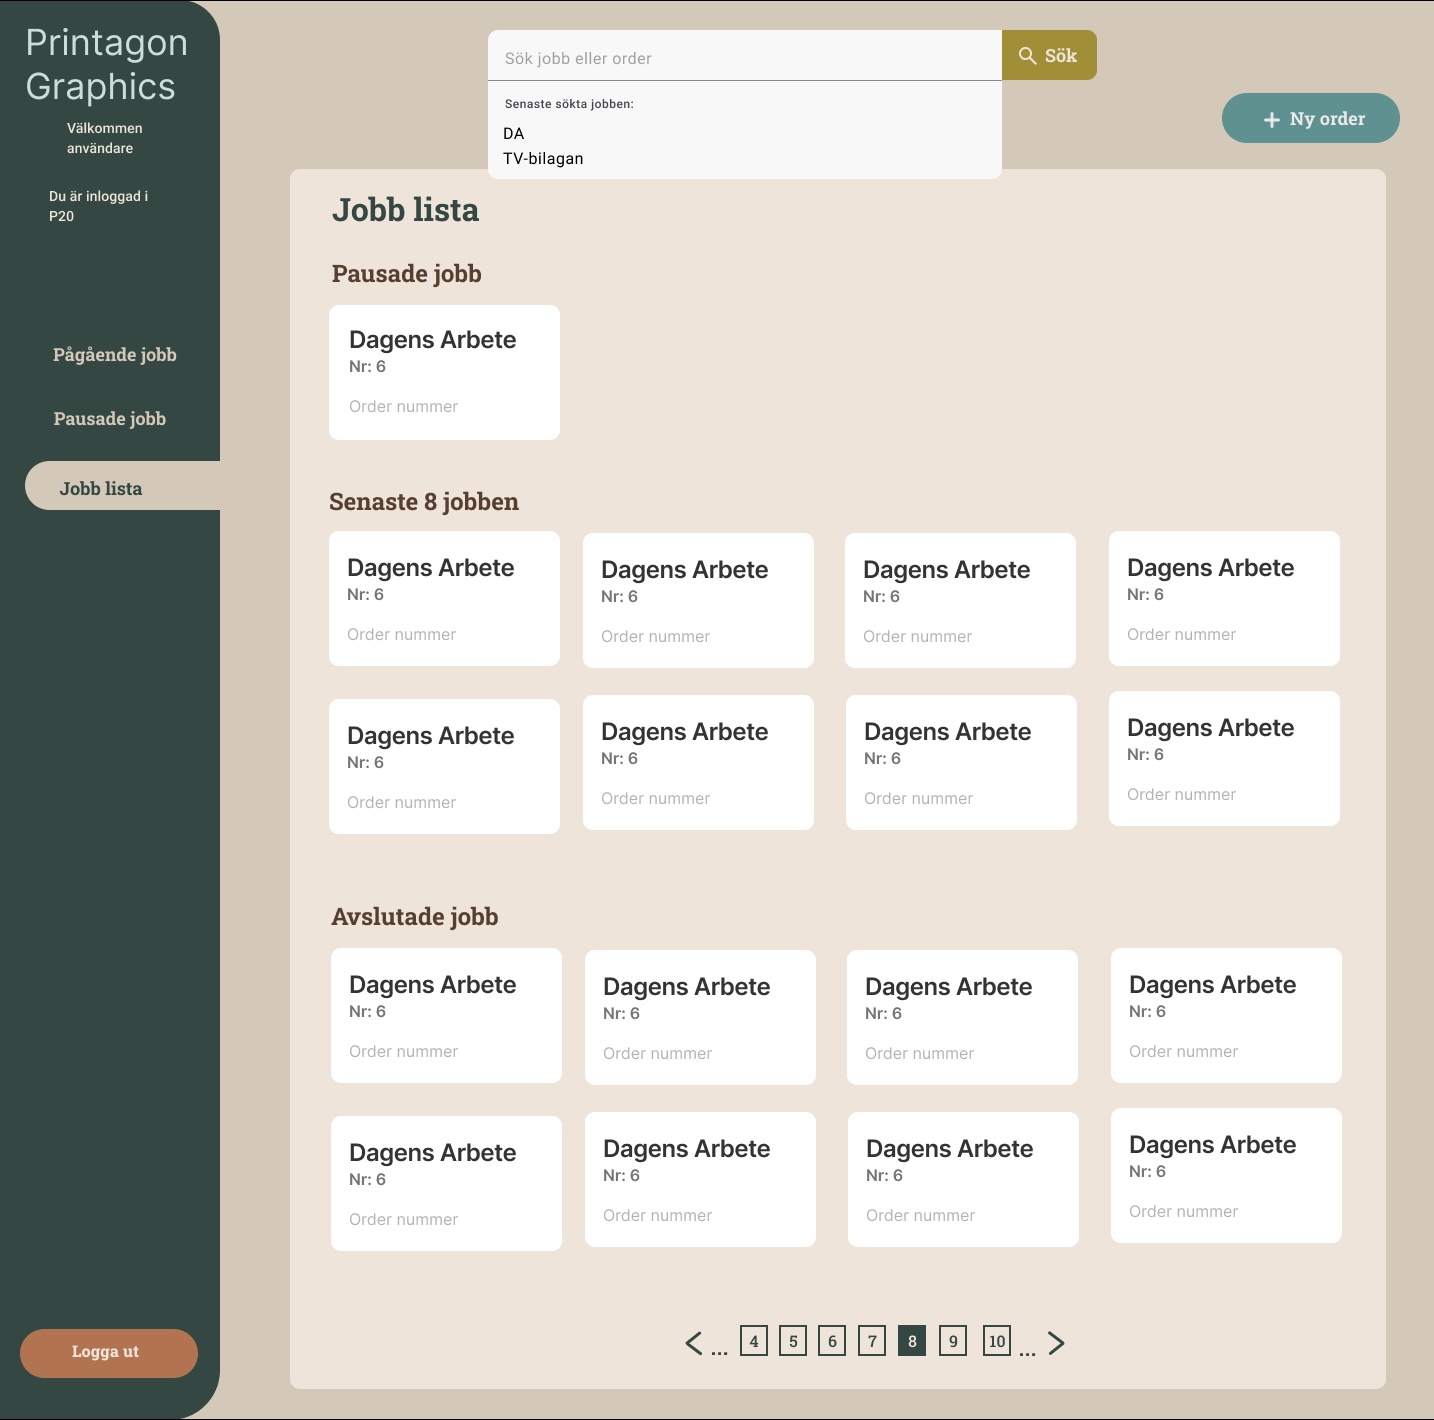 Printagon
Graphics
Välkommen
användare
Du är inloggad i
P20
Pågående jobb
Pausade jobb
Jobb lista
Logga ut
Sök jobb eller order
Sök
Senaste sökta jobben:
DA
TV-bilagan
+ Ny order
Jobb lista
Pausade jobb
Dagens Arbete
Nr: 6
Order nummer
Senaste 8 jobben
Dagens Arbete
Nr: 6
Order nummer
Dagens Arbete
Nr: 6
Order nummer
Dagens Arbete
Nr: 6
Order nummer
Dagens Arbete
Nr: 6
Order nummer
Dagens Arbete
Nr: 6
Order nummer
Dagens Arbete
Nr: 6
Order nummer
Dagens Arbete
Nr: 6
Order nummer
Dagens Arbete
Nr: 6
Order nummer
Avslutade jobb
Dagens Arbete
Nr: 6
Order nummer
Dagens Arbete
Nr: 6
Order nummer
Dagens Arbete
Nr: 6
Order nummer
Dagens Arbete
Nr: 6
Order nummer
Dagens Arbete
Nr: 6
Order nummer
Dagens Arbete
Nr: 6
Order nummer
Dagens Arbete
Nr: 6
Order nummer
Dagens Arbete
Nr: 6
Order nummer
< ... 4 5 6 7 8 9 10 ... >